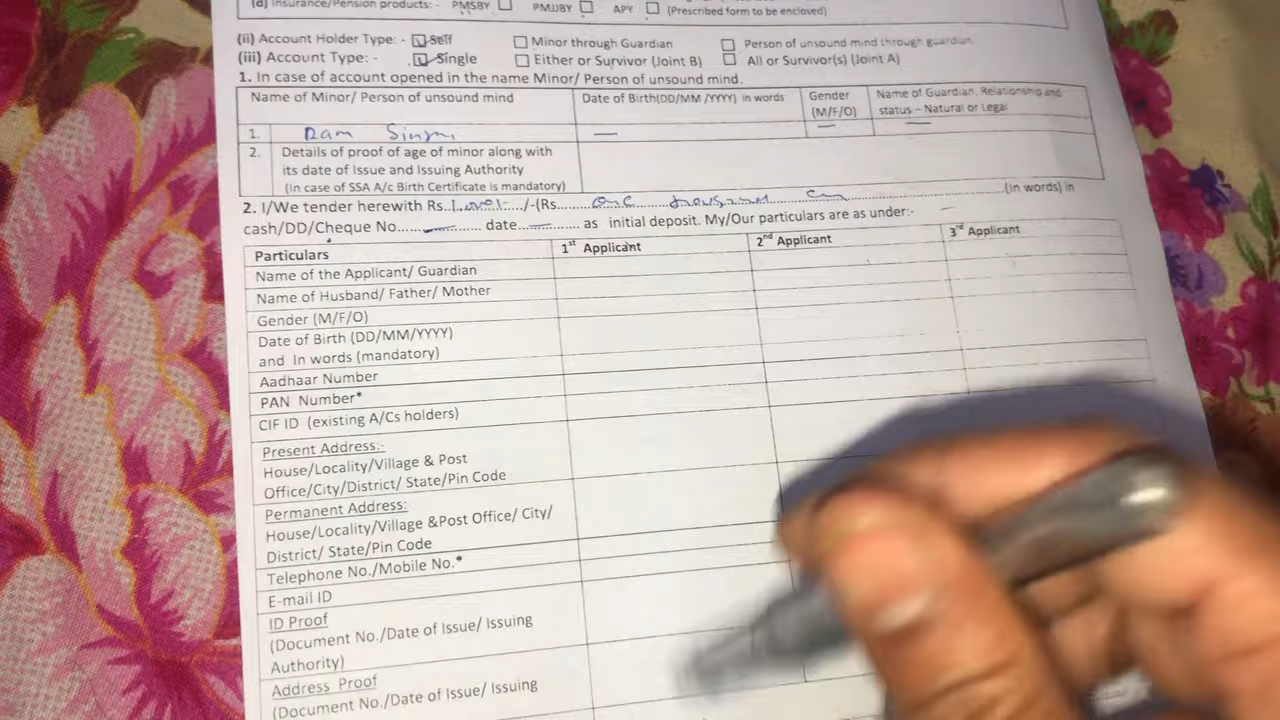 (d) Insurance/Pension products: - PMSBY PMJJBY APY (Prescribed form to be enclosed)
(ii) Account Holder Type: - Self Minor through Guardian Person of unsound mind through guardian.
(iii) Account Type: - Single Either or Survivor (Joint B) All or Survivor(s) (Joint A)
1. In case of account opened in the name Minor/ Person of unsound mind.
Name of Minor/ Person of unsound mind Date of Birth(DD/MM /YYYY) in words Gender (M/F/O) Name of Guardian, Relationship and status – Natural or Legal
1. Ram Singh — — —
2. Details of proof of age of minor along with
its date of Issue and Issuing Authority
(In case of SSA A/c Birth Certificate is mandatory)
2. I/We tender herewith Rs. /-(Rs. one thousand (In words) in
cash/DD/Cheque No. date as initial deposit. My/Our particulars are as under:-
Particulars 1st Applicant 2nd Applicant 3rd Applicant
Name of the Applicant/ Guardian
Name of Husband/ Father/ Mother
Gender (M/F/O)
Date of Birth (DD/MM/YYYY)
and In words (mandatory)
Aadhaar Number
PAN Number*
CIF ID (existing A/Cs holders)
Present Address:-
House/Locality/Village & Post
Office/City/District/ State/Pin Code
Permanent Address:
House/Locality/Village &Post Office/ City/
District/ State/Pin Code
Telephone No./Mobile No.*
E-mail ID
ID Proof
(Document No./Date of Issue/ Issuing
Authority)
Address Proof
(Document No./Date of Issue/ Issuing